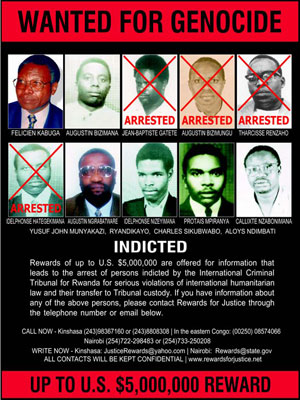 WANTED FOR GENOCIDE
FELICIEN KABUGA
AUGUSTIN BIZIMANA
ARRESTED
JEAN-BAPTISTE GATETE
ARRESTED
AUGUSTIN BIZIMUNGU
ARRESTED
THARCISSE RENZAHO
ARRESTED
IDELPHONSE HATEGEKIMANA
AUGUSTIN NGIRABATWARE
IDELPHONSE NIZEYIMANA
PROTAIS MPIRANYA
CALLIXTE NZABONIMANA
YUSUF JOHN MUNYAKAZI, RYANDIKAYO, CHARLES SIKUBWABO, ALOYS NDIMBATI
INDICTED
Rewards of up to U.S. $5,000,000 are offered for information that
leads to the arrest of persons indicted by the International Criminal
Tribunal for Rwanda for serious violations of international humanitarian
law and their transfer to Tribunal custody. If you have information about
any of the above persons, please contact Rewards for Justice through
the telephone number or email below.
CALL NOW - Kinshasa (243)98367160 or (243)8808308 | In the eastern Congo: (00250) 08574066
Nairobi (254)722-298483 or (254)733-250208
WRITE NOW - Kinshasa: JusticeRewards@yahoo.com | Nairobi: Rewards@state.gov
ALL CONTACTS WILL BE KEPT CONFIDENTIAL | www.rewardsforjustice.net
UP TO U.S. $5,000,000 REWARD